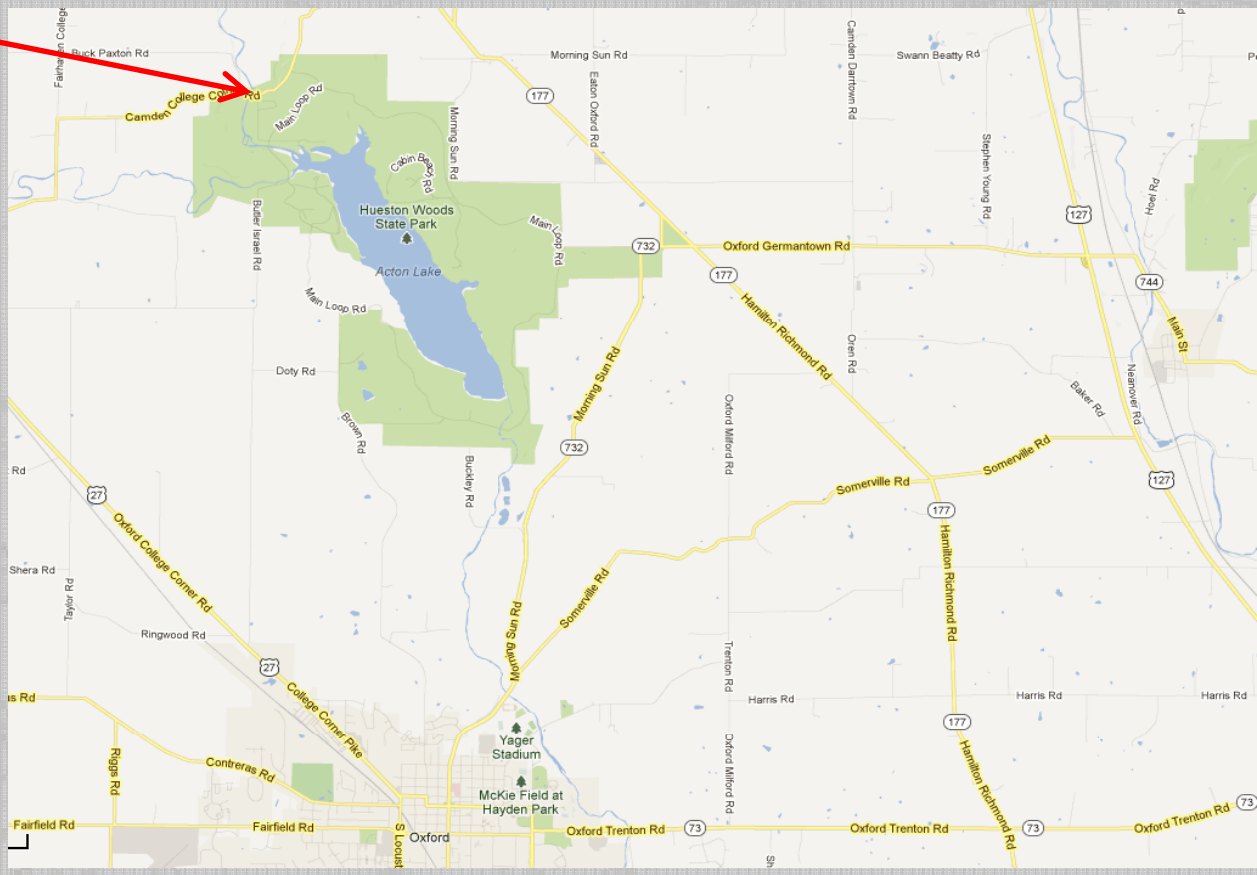 Fairhaven College
Buck Paxton Rd
Morning Sun Rd
Swann Beatty Rd
Camden Darrtown Rd
177
Eaton Oxford Rd
Camden College Corner Rd
Main Loop Rd
Morning Sun Rd
Cabin Beach Rd
Stephen Young Rd
Hoel Rd
Butler Israel Rd
Hueston Woods
State Park
Main Loop Rd
127
732
Oxford Germantown Rd
Acton Lake
177
744
Main Loop Rd
Hamilton Richmond Rd
Main St
Oren Rd
Morning Sun Rd
Doty Rd
Neanover Rd
Baker Rd
Oxford Milford Rd
Brown Rd
732
Somerville Rd
Rd
Buckley Rd
Somerville Rd
127
27
177
Oxford College Corner Rd
Hamilton Richmond Rd
Shera Rd
Taylor Rd
Somerville Rd
Morning Sun Rd
Ringwood Rd
27
Trenton Rd
as Rd
College Corner Pike
Harris Rd
Harris Rd
Harris Rd
177
Yager
Stadium
Oxford Milford Rd
Riggs Rd
Contreras Rd
Hamilton Richmond Rd
McKie Field at
Hayden Park
73
Fairfield Rd
Fairfield Rd
S Locust
Oxford
Oxford Trenton Rd
73
Oxford Trenton Rd
73
Oxford Trenton Rd
Sh